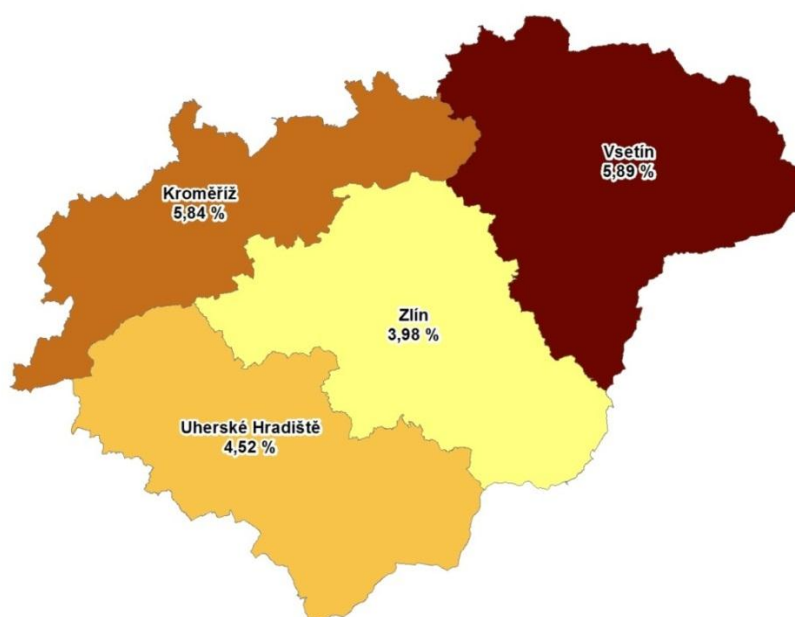 Vsetín
5,89 %
Kroměříž
5,84 %
Zlín
3,98 %
Uherské Hradiště
4,52 %